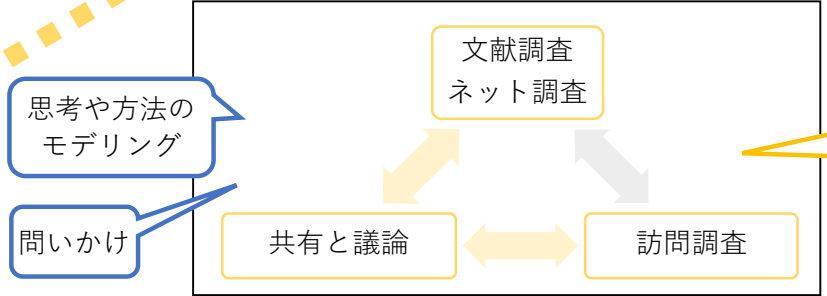 文献調査
ネット調査
思考や方法の
モデリング
問いかけ
共有と議論
訪問調査